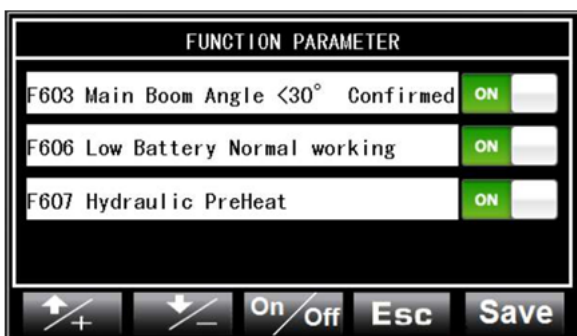 FUNCTION PARAMETER
F603 Main Boom Angle <30° Confirmed ON
F606 Low Battery Normal working ON
F607 Hydraulic PreHeat ON
+ - On/Off Esc Save